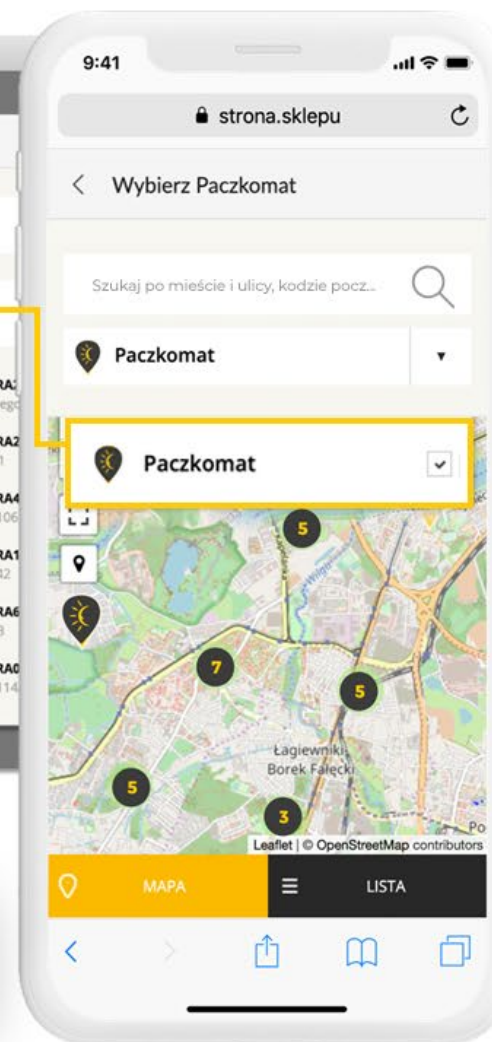 9:41
strona.sklepu
Wybierz Paczkomat
Szukaj po mieście i ulicy, kodzie pocz...
Paczkomat
Paczkomat
5
7
5
Łagiewniki-
Borek Fałęcki
5
3
Leaflet | © OpenStreetMap contributors
MAPA
LISTA